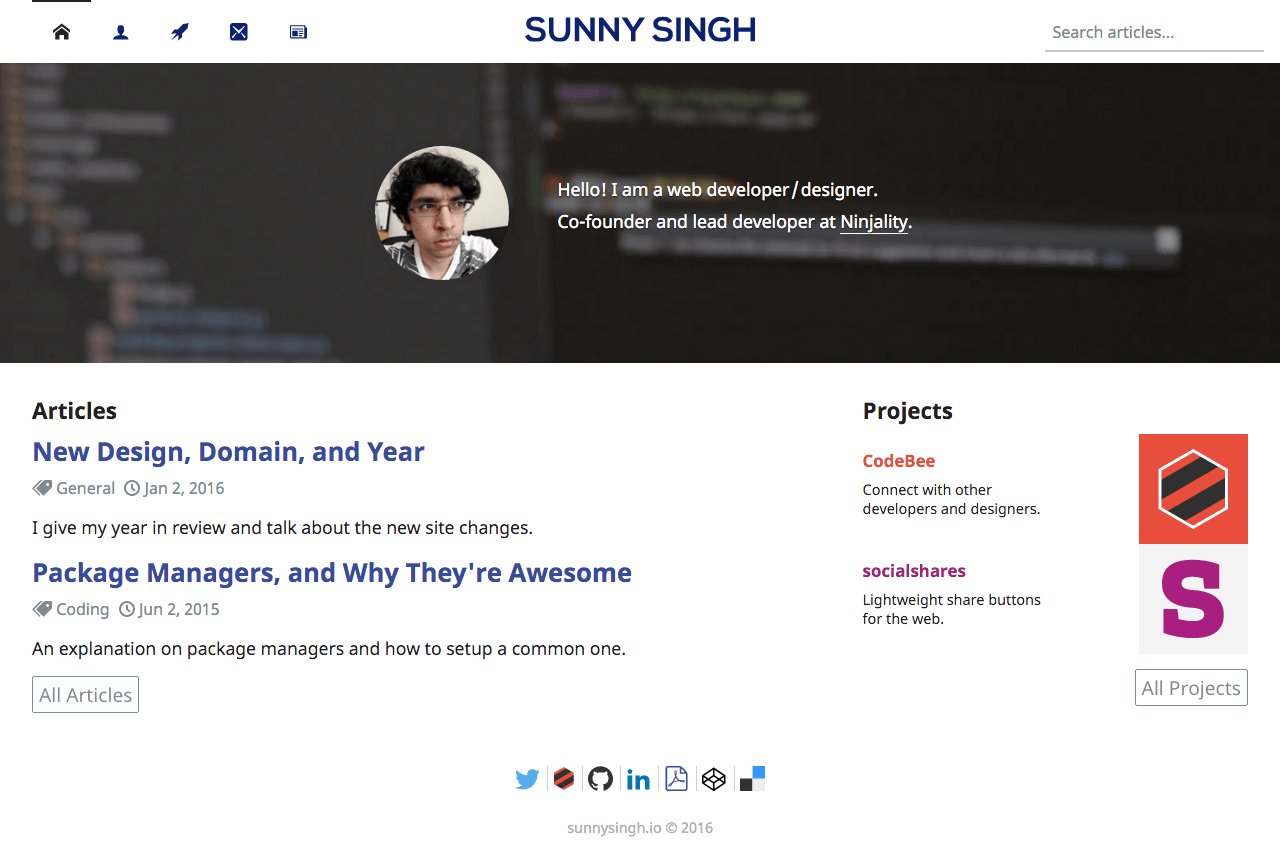 SUNNY SINGH
Search articles...
Hello! I am a web developer/designer.
Co-founder and lead developer at Ninjality.
Articles
New Design, Domain, and Year
General Jan 2, 2016
I give my year in review and talk about the new site changes.
Package Managers, and Why They're Awesome
Coding Jun 2, 2015
An explanation on package managers and how to setup a common one.
All Articles
Projects
CodeBee
Connect with other
developers and designers.
socialshares
Lightweight share buttons
for the web.
S
All Projects
in
sunnysingh.io © 2016